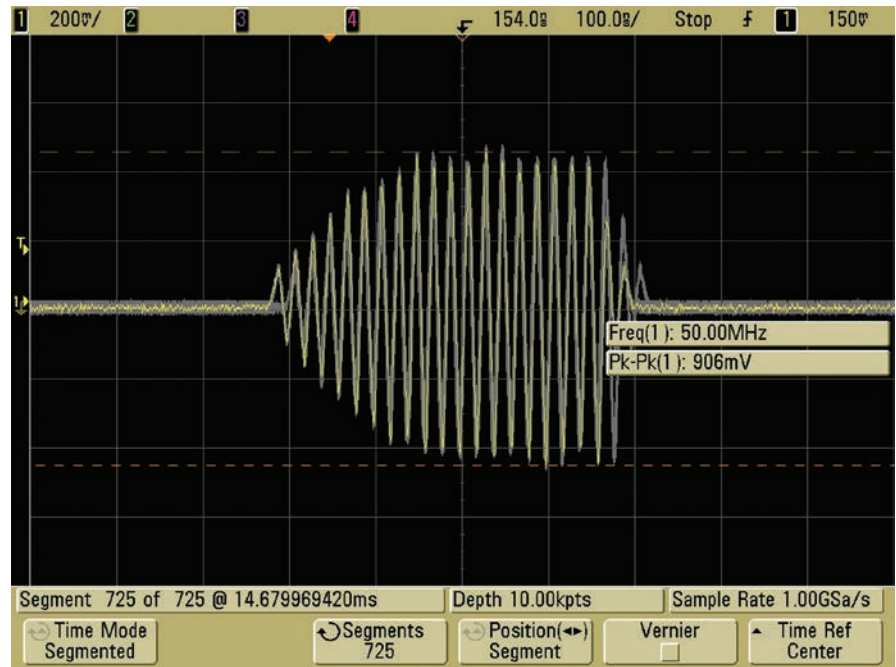 1 200mV/ 2 3 4 154.0ns 100.0ns/ Stop 1 150mV
T
1
Freq(1): 50.00MHz
Pk-Pk(1): 906mV
Segment 725 of 725 @ 14.679969420ms Depth 10.00kpts Sample Rate 1.00GSa/s
Time Mode Segments Position(◄►) Vernier Time Ref
Segmented 725 Segment Center